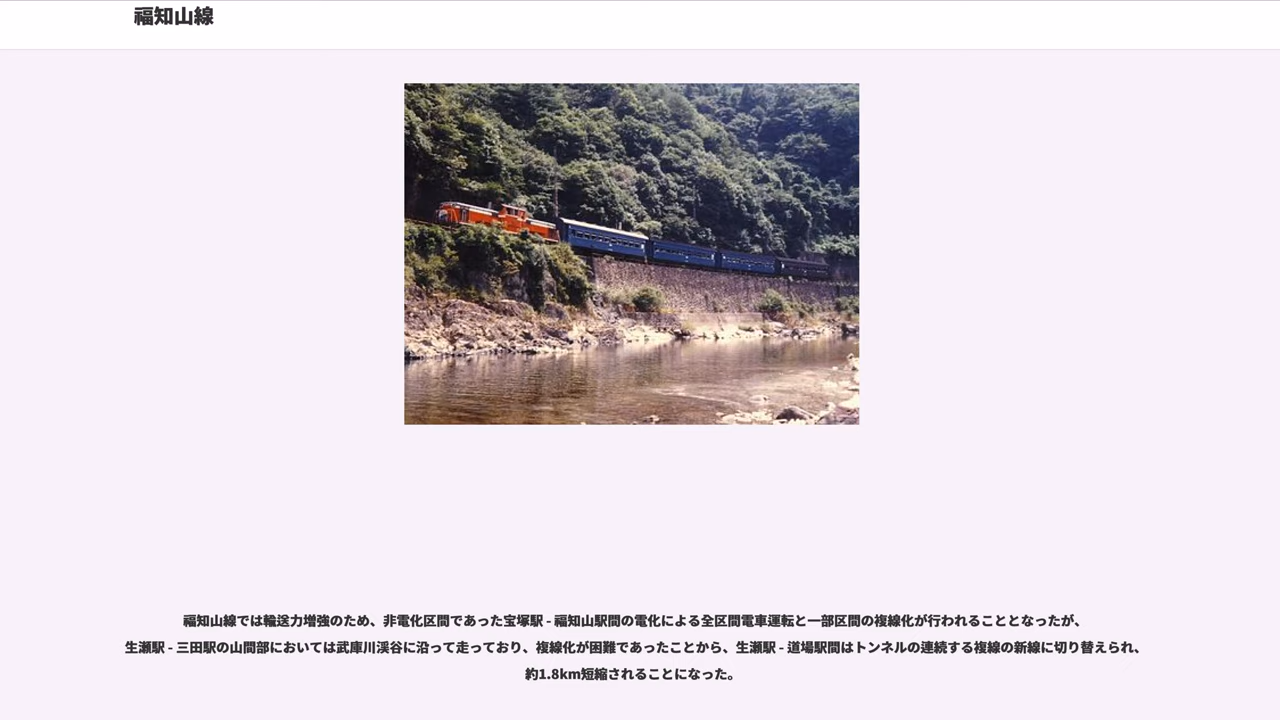 福知山線
福知山線では輸送力増強のため、非電化区間であった宝塚駅 - 福知山駅間の電化による全区間電車運転と一部区間の複線化が行われることとなったが、
生瀬駅 - 三田駅の山間部においては武庫川渓谷に沿って走っており、複線化が困難であったことから、生瀬駅 - 道場駅間はトンネルの連続する複線の新線に切り替えられ、
約1.8km短縮されることになった。